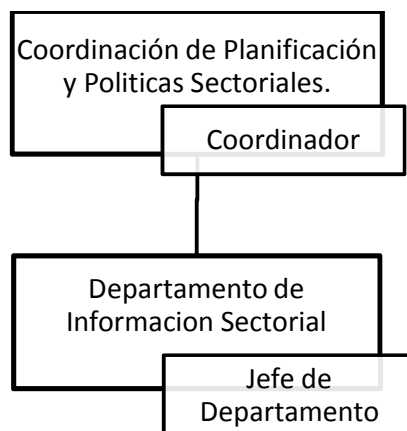 Coordinación de Planificación
y Politicas Sectoriales.
Coordinador
Departamento de
Informacion Sectorial
Jefe de
Departamento